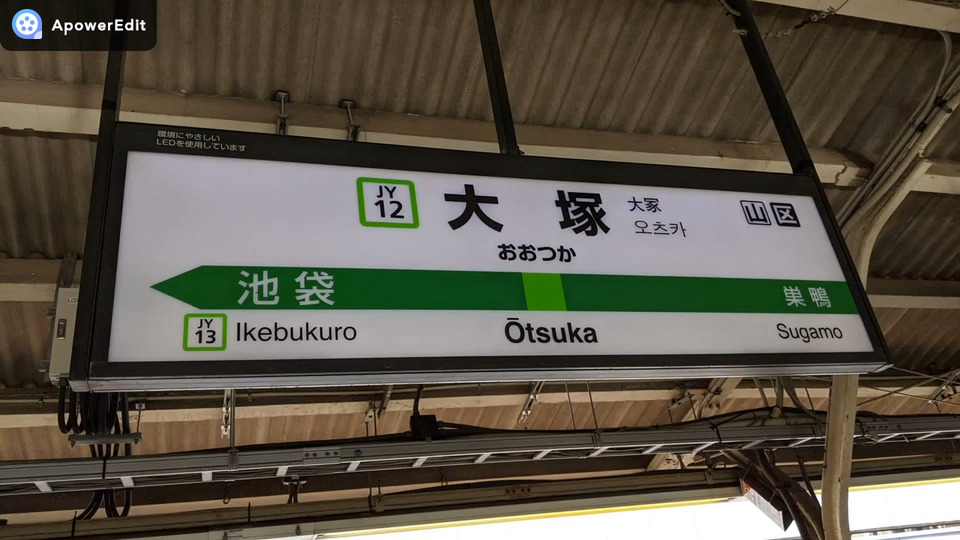 ApowerEdit
環境にやさしい
LEDを使用しています
JY
12
大塚
大冢
오츠카
山区
おおつか
池袋
巣鴨
JY
13
Ikebukuro
Ōtsuka
Sugamo